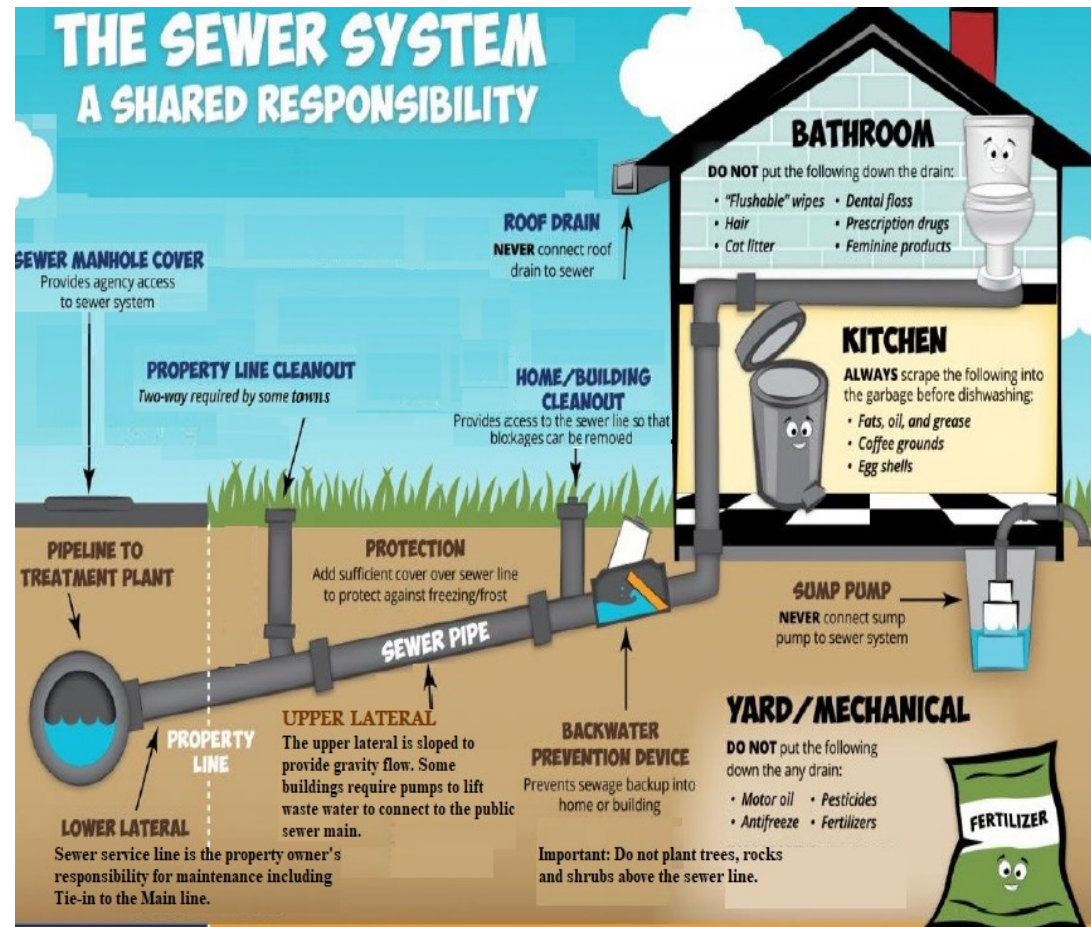 THE SEWER SYSTEM
A SHARED RESPONSIBILITY
BATHROOM
DO NOT put the following down the drain:
• "Flushable" wipes
• Hair
• Cat litter
• Dental floss
• Prescription drugs
• Feminine products
ROOF DRAIN
NEVER connect roof
drain to sewer
SEWER MANHOLE COVER
Provides agency access
to sewer system
PROPERTY LINE CLEANOUT
Two-way required by some towns
HOME/BUILDING
CLEANOUT
Provides access to the sewer line so that
blockages can be removed
KITCHEN
ALWAYS scrape the following into
the garbage before dishwashing:
• Fats, oil, and grease
• Coffee grounds
• Egg shells
PIPELINE TO
TREATMENT PLANT
PROTECTION
Add sufficient cover over sewer line
to protect against freezing/frost
SEWER PIPE
SUMP PUMP
NEVER connect sump
pump to sewer system
PROPERTY
LINE
UPPER LATERAL
The upper lateral is sloped to
provide gravity flow. Some
buildings require pumps to lift
waste water to connect to the public
sewer main.
BACKWATER
PREVENTION DEVICE
Prevents sewage backup into
home or building
YARD/MECHANICAL
DO NOT put the following
down the any drain:
• Motor oil
• Antifreeze
• Pesticides
• Fertilizers
FERTILIZER
LOWER LATERAL
Sewer service line is the property owner's
responsibility for maintenance including
Tie-in to the Main line.
Important: Do not plant trees, rocks
and shrubs above the sewer line.